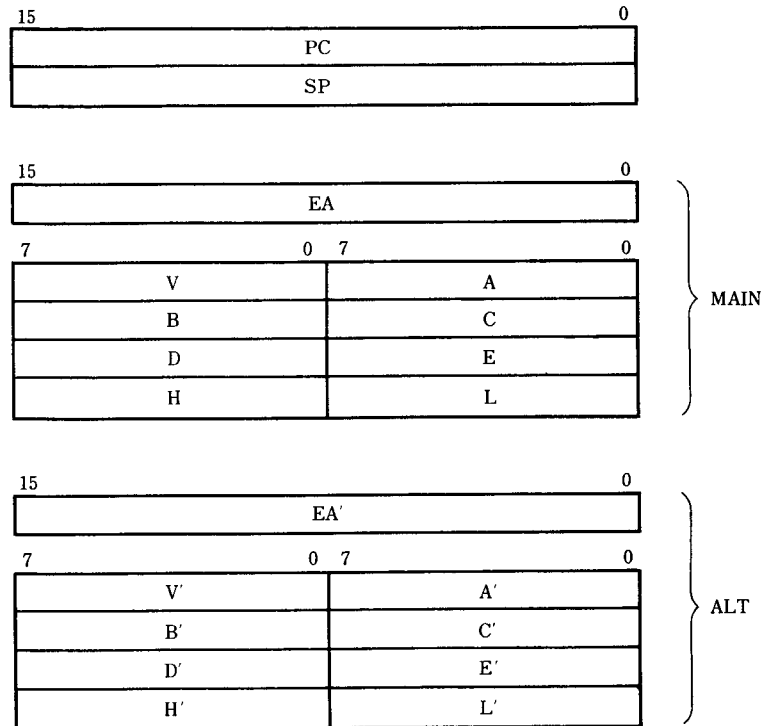 15 0
PC
SP
15 0
EA
7 0 7 0
V A
B C
D E
H L
MAIN
15 0
EA′
7 0 7 0
V′ A′
B′ C′
D′ E′
H′ L′
ALT